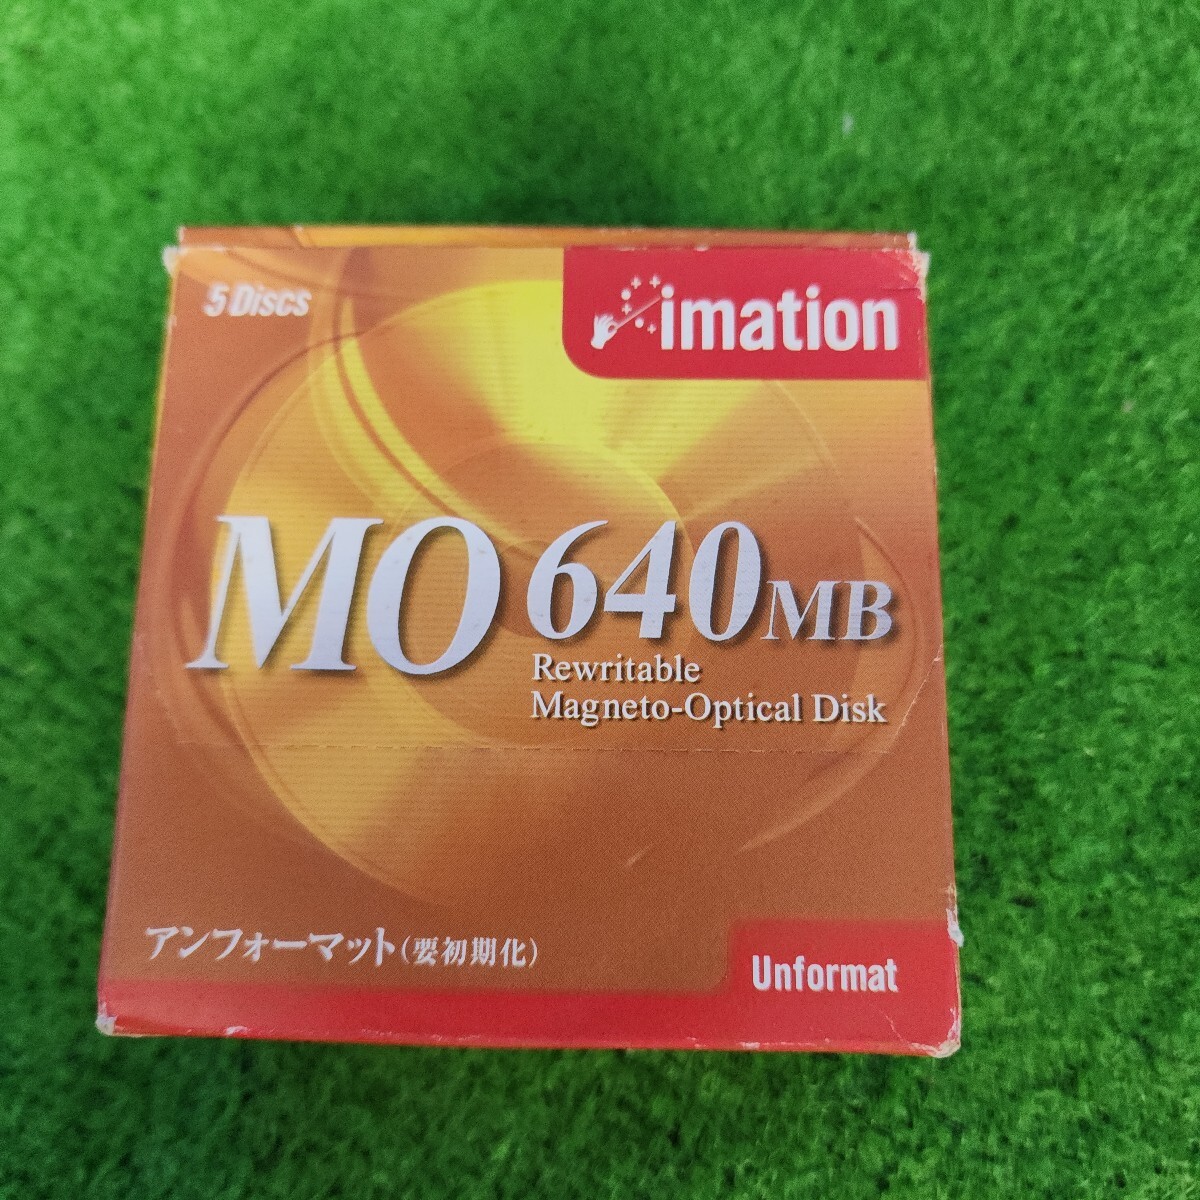 5 Discs
imation
MO 640MB
Rewritable
Magneto-Optical Disk
アンフォーマット(要初期化)
Unformat